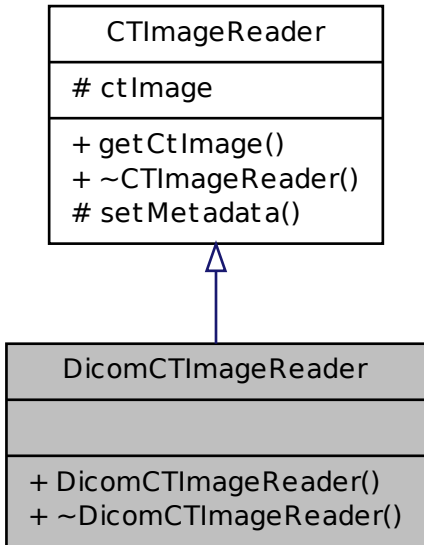 CTImageReader
# ctImage
+ getCtImage()
+ ~CTImageReader()
# setMetadata()
DicomCTImageReader
+ DicomCTImageReader()
+ ~DicomCTImageReader()